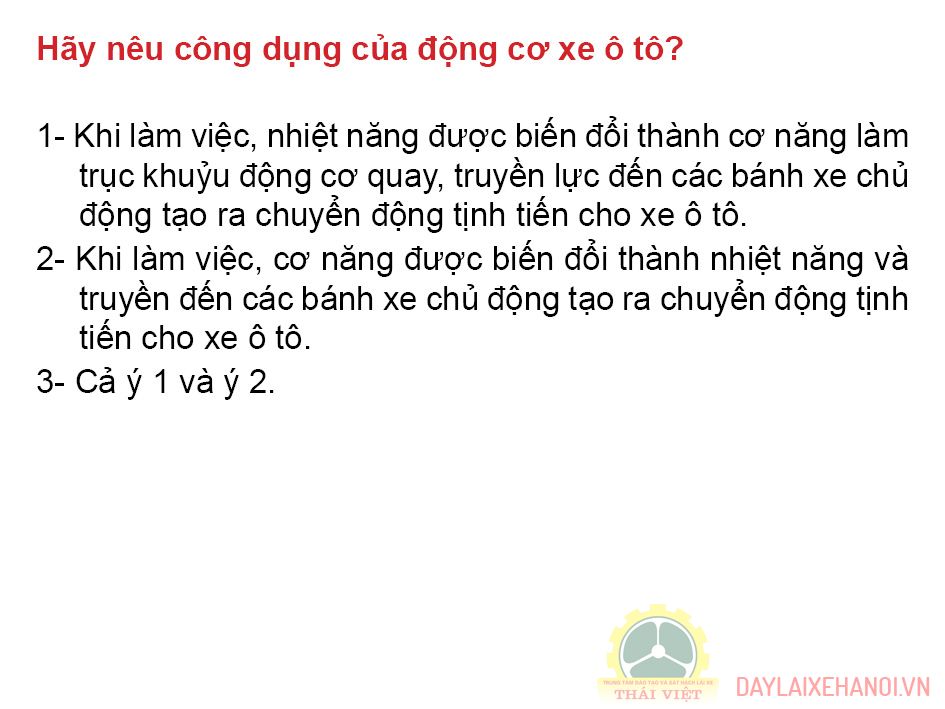 Hãy nêu công dụng của động cơ xe ô tô?
1- Khi làm việc, nhiệt năng được biến đổi thành cơ năng làm
trục khuỷu động cơ quay, truyền lực đến các bánh xe chủ
động tạo ra chuyển động tịnh tiến cho xe ô tô.
2- Khi làm việc, cơ năng được biến đổi thành nhiệt năng và
truyền đến các bánh xe chủ động tạo ra chuyển động tịnh
tiến cho xe ô tô.
3- Cả ý 1 và ý 2.
TRUNG TÂM ĐÀO TẠO VÀ SÁT HẠCH LÁI XE
THÁI VIỆT
DAYLAIXEHANOI.VN